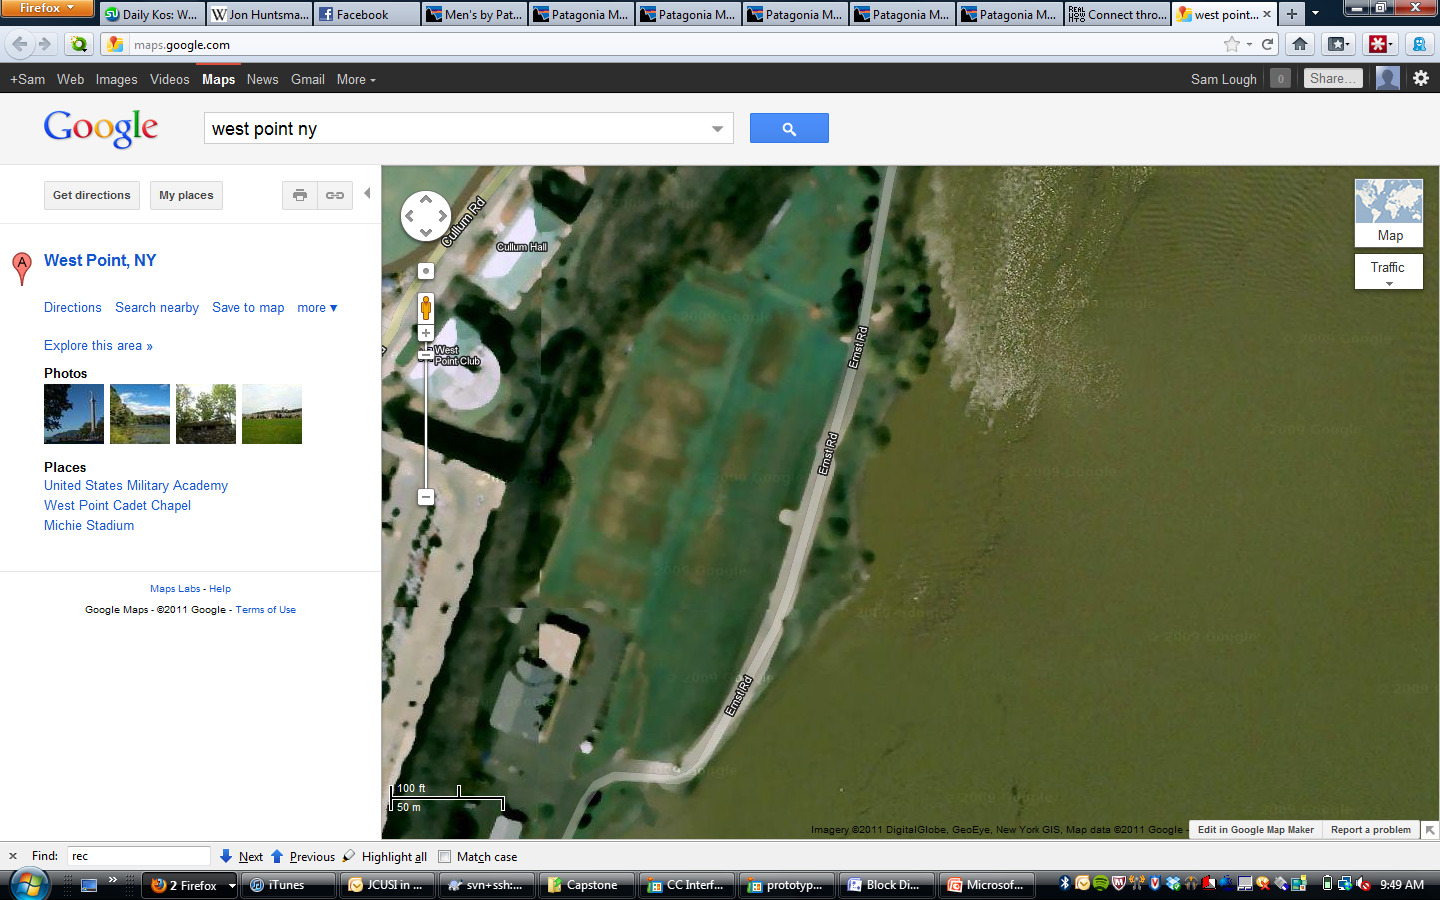 Firefox
Daily Kos: W...
Jon Huntsma...
Facebook
Men's by Pat...
Patagonia M...
Patagonia M...
Patagonia M...
Patagonia M...
Patagonia M...
REAL HOW TO
Connect thro...
west point...
maps.google.com
+Sam Web Images Videos Maps News Gmail More
Sam Lough 0 Share...
Google
west point ny
Get directions
My places
A
West Point, NY
Directions Search nearby Save to map more ▾
Explore this area »
Photos
Places
United States Military Academy
West Point Cadet Chapel
Michie Stadium
Maps Labs - Help
Google Maps - ©2011 Google - Terms of Use
Cullum Rd
Cullum Hall
West
Point Club
Ernst Rd
Ernst Rd
Ernst Rd
Map
Traffic
© 2009 Google
100 ft
50 m
Imagery ©2011 DigitalGlobe, GeoEye, New York GIS, Map data ©2011 Google -
Edit in Google Map Maker
Report a problem
Find: rec Next Previous Highlight all Match case
2 Firefox
iTunes
JCUSI in ...
svn+ssh:...
Capstone
CC Interf...
prototyp...
Block Di...
Microsof...
9:49 AM